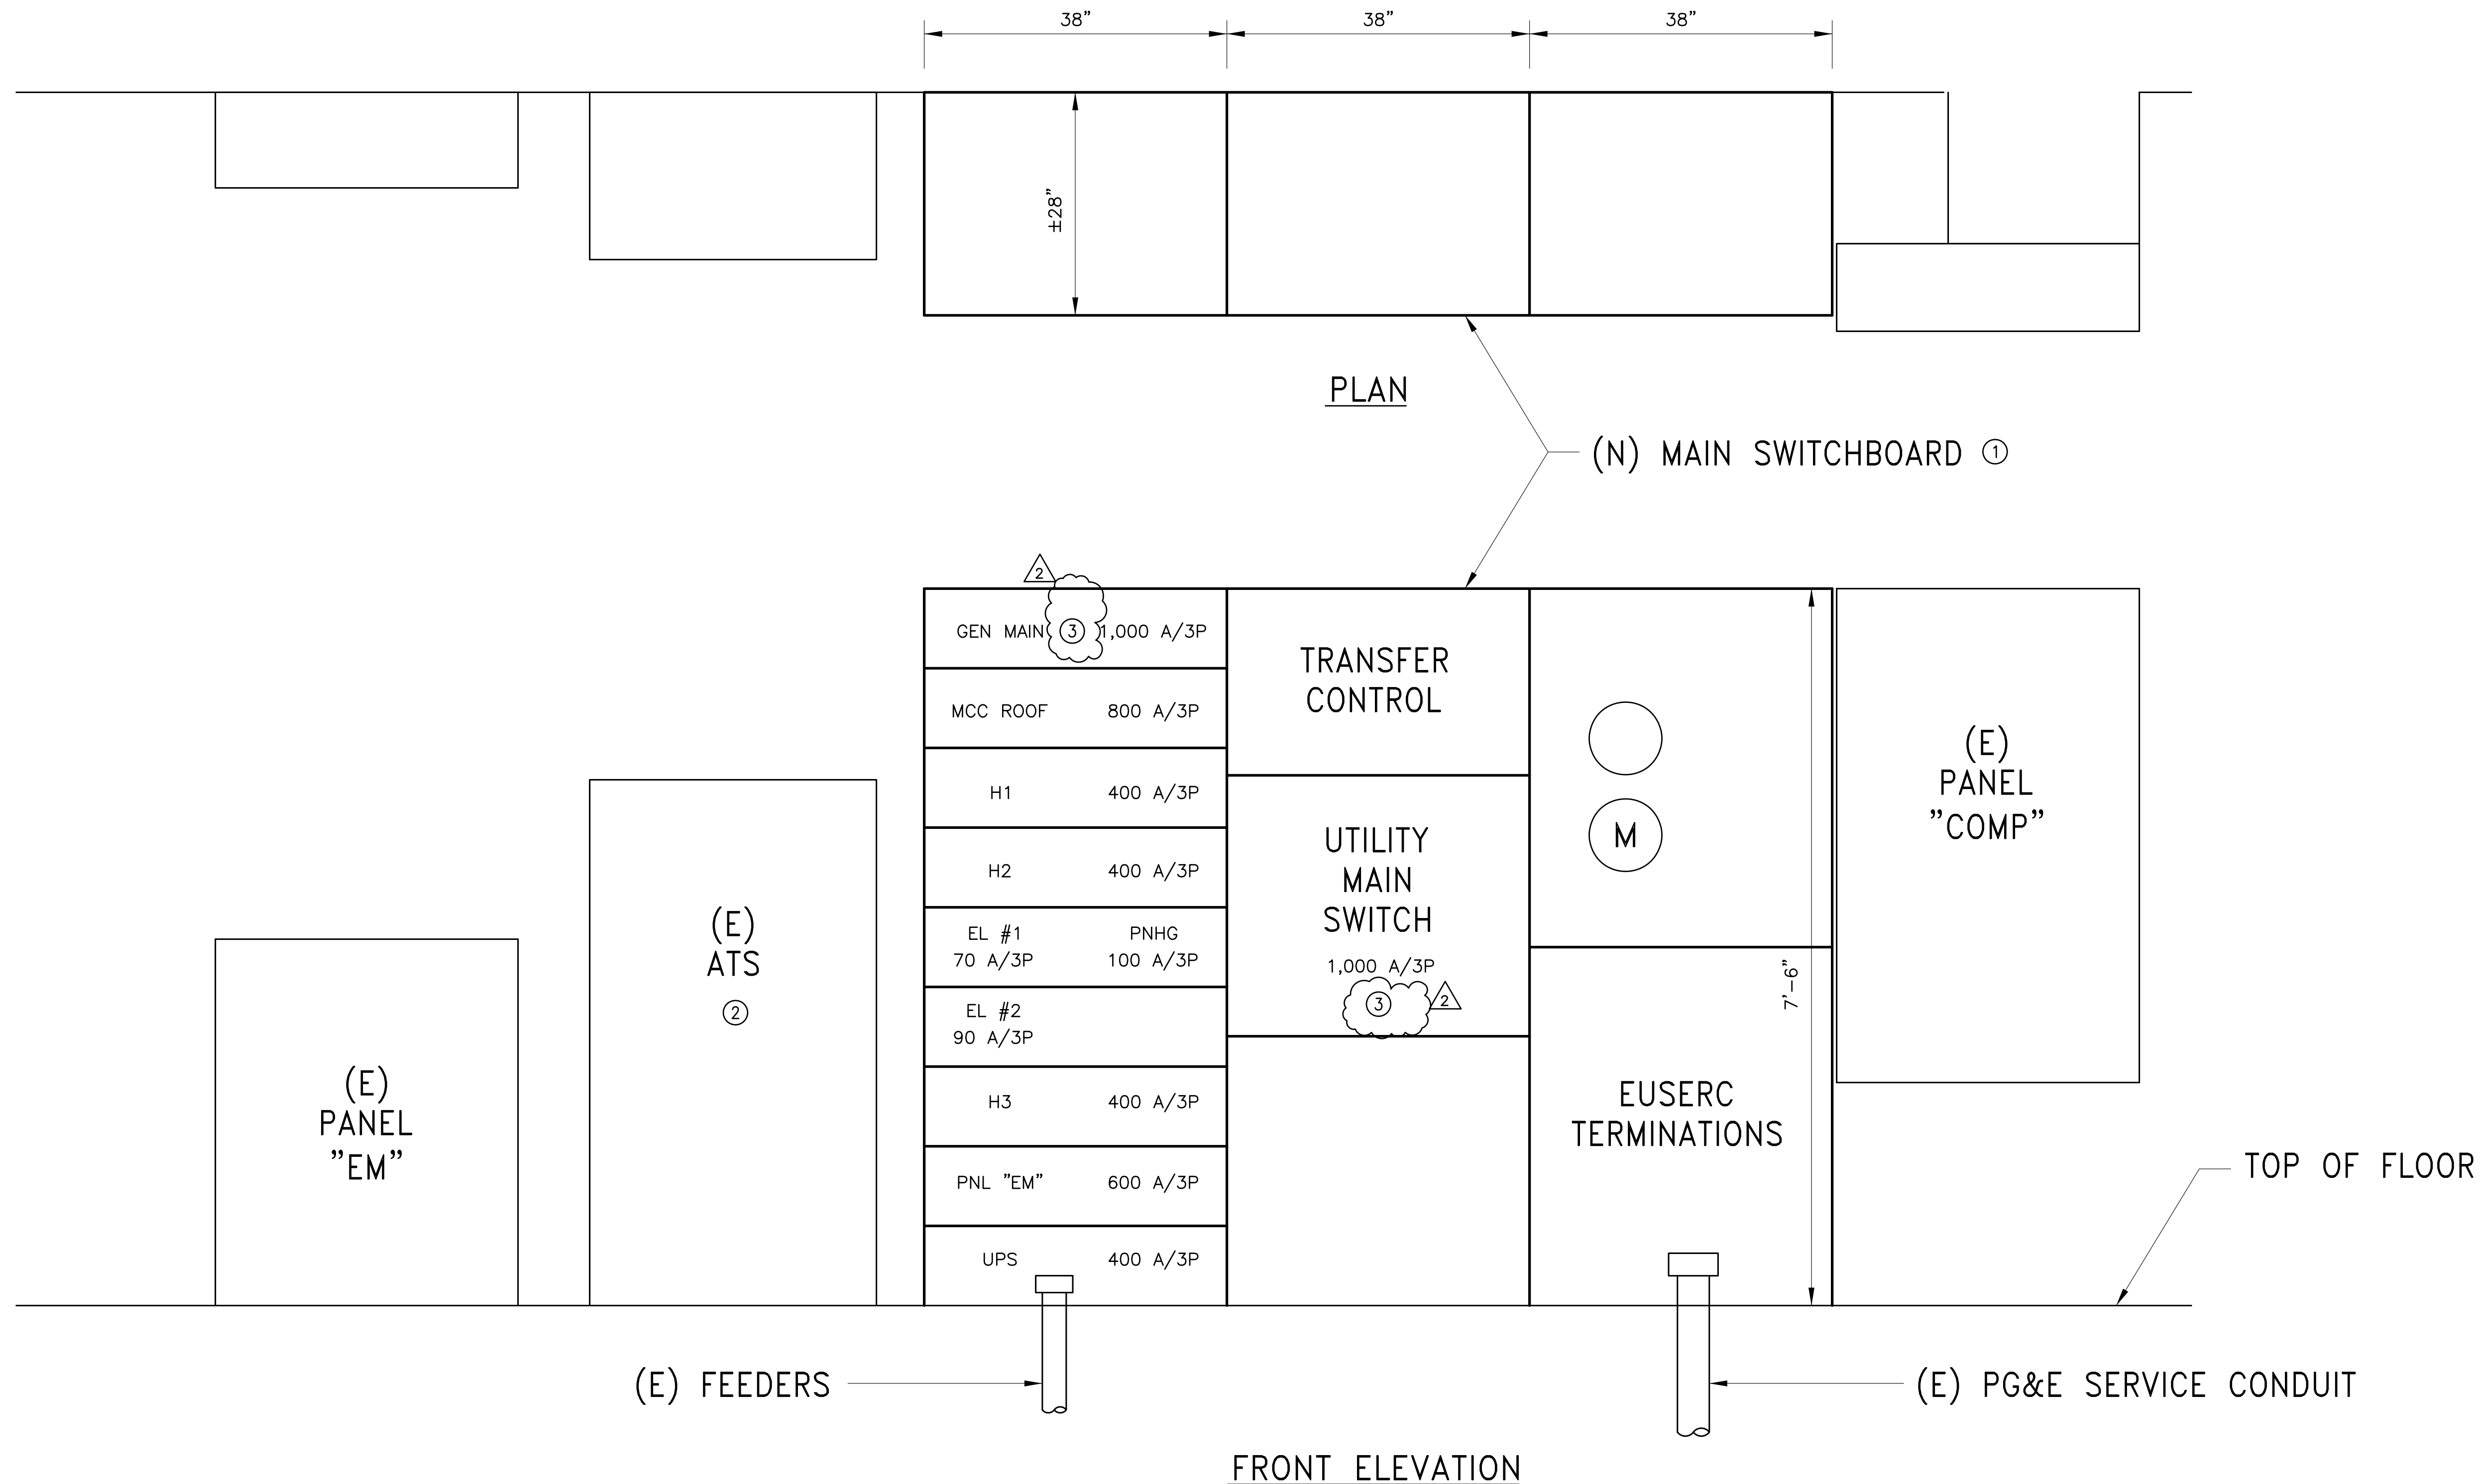 38" 38" 38"
±28"
PLAN
(N) MAIN SWITCHBOARD 1
2
GEN MAIN 3 1,000 A/3P
MCC ROOF 800 A/3P
H1 400 A/3P
H2 400 A/3P
EL #1 PNHG
70 A/3P 100 A/3P
EL #2
90 A/3P
H3 400 A/3P
PNL "EM" 600 A/3P
UPS 400 A/3P
TRANSFER
CONTROL
UTILITY
MAIN
SWITCH
1,000 A/3P
3 2
M
7'-6"
EUSERC
TERMINATIONS
(E)
PANEL
"COMP"
(E)
ATS
2
(E)
PANEL
"EM"
TOP OF FLOOR
(E) FEEDERS
(E) PG&E SERVICE CONDUIT
FRONT ELEVATION